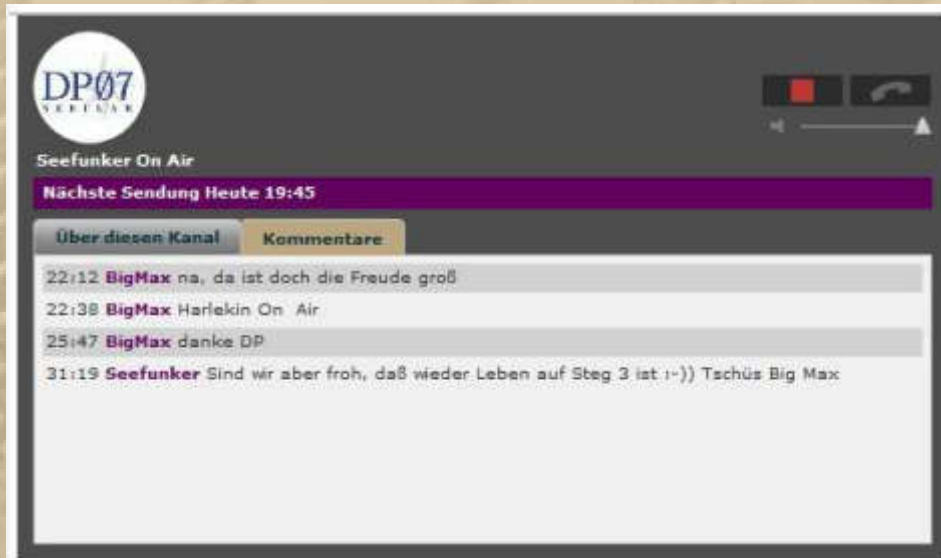 DP07
SEEFUNK
Seefunker On Air
Nächste Sendung Heute 19:45
Über diesen Kanal Kommentare
22:12 BigMax na, da ist doch die Freude groß
22:38 BigMax Harlekin On Air
25:47 BigMax danke DP
31:19 Seefunker Sind wir aber froh, daß wieder Leben auf Steg 3 ist :-)) Tschüs Big Max